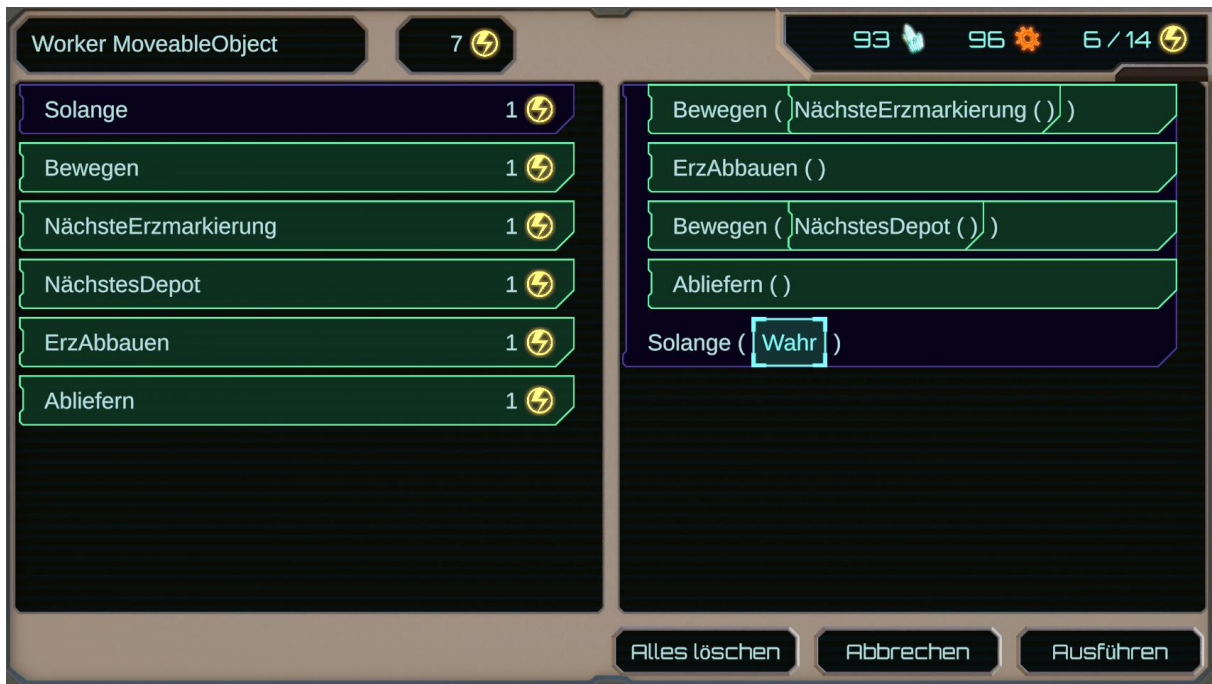 Worker MoveableObject
7
93 96 6/14
Solange 1
Bewegen 1
NächsteErzmarkierung 1
NächstesDepot 1
ErzAbbauen 1
Abliefern 1
Bewegen ( NächsteErzmarkierung ( ) )
ErzAbbauen ( )
Bewegen ( NächstesDepot ( ) )
Abliefern ( )
Solange ( Wahr )
Alles löschen
Abbrechen
Ausführen